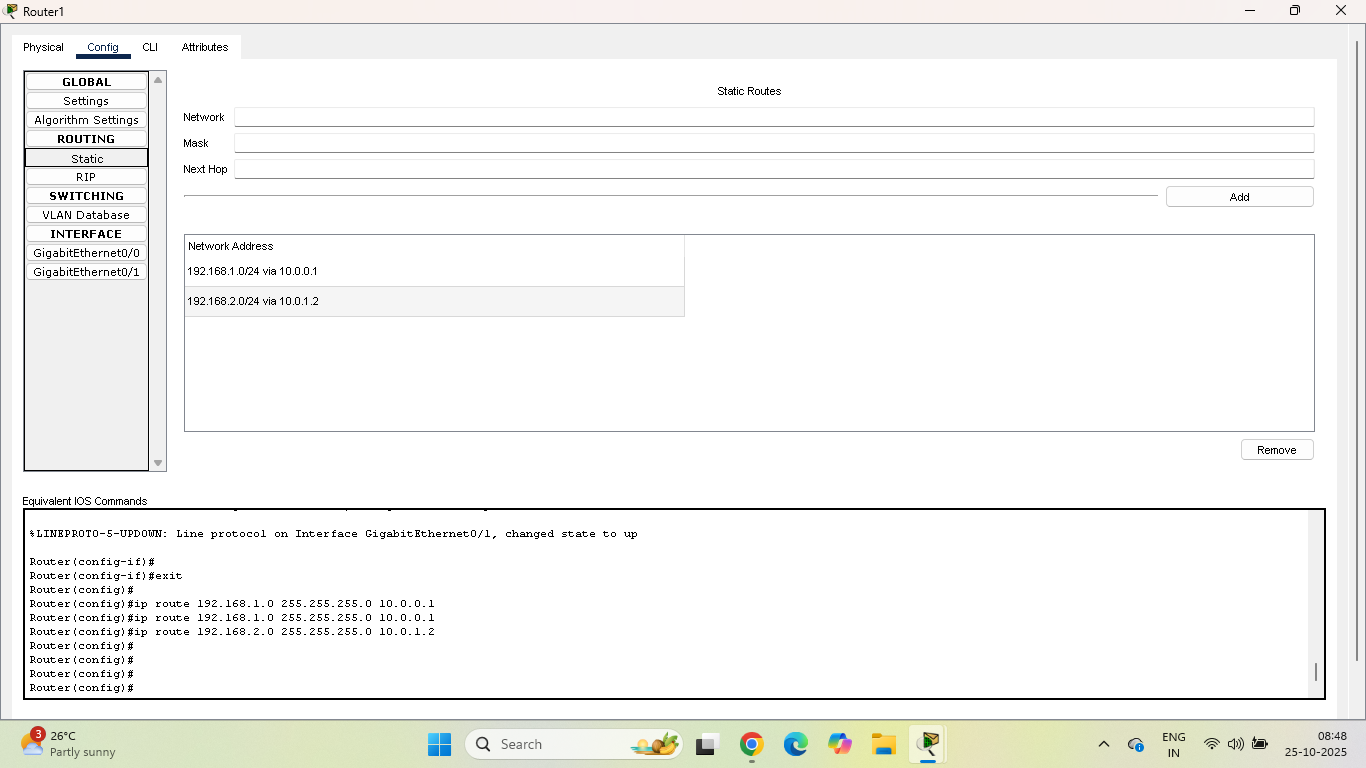 Router1
Physical Config CLI Attributes
GLOBAL
Settings
Algorithm Settings
ROUTING
Static
RIP
SWITCHING
VLAN Database
INTERFACE
GigabitEthernet0/0
GigabitEthernet0/1
Static Routes
Network
Mask
Next Hop
Add
Network Address
192.168.1.0/24 via 10.0.0.1
192.168.2.0/24 via 10.0.1.2
Remove
Equivalent IOS Commands
%LINEPROTO-5-UPDOWN: Line protocol on Interface GigabitEthernet0/1, changed state to up
Router(config-if)#
Router(config-if)#exit
Router(config)#
Router(config)#ip route 192.168.1.0 255.255.255.0 10.0.0.1
Router(config)#ip route 192.168.1.0 255.255.255.0 10.0.0.1
Router(config)#ip route 192.168.2.0 255.255.255.0 10.0.1.2
Router(config)#
Router(config)#
Router(config)#
Router(config)#
3
26°C
Partly sunny
Search
ENG
IN
08:48
25-10-2025